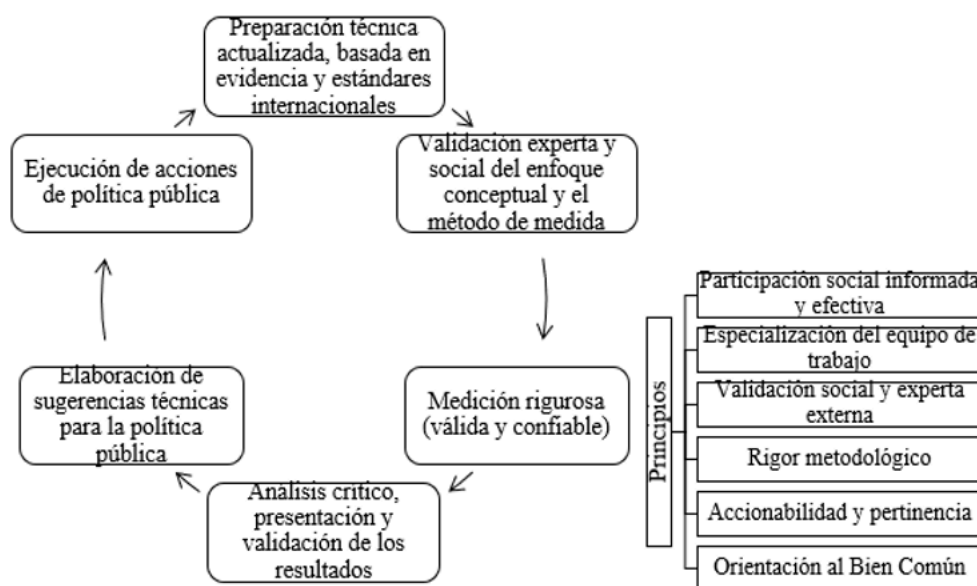 Preparación técnica
actualizada, basada en
evidencia y estándares
internacionales
Validación experta y
social del enfoque
conceptual y el
método de medida
Medición rigurosa
(válida y confiable)
Análisis crítico,
presentación y
validación de los
resultados
Elaboración de
sugerencias técnicas
para la política
pública
Ejecución de acciones
de política pública
Principios
Participación social informada
y efectiva
Especialización del equipo de
trabajo
Validación social y experta
externa
Rigor metodológico
Accionabilidad y pertinencia
Orientación al Bien Común